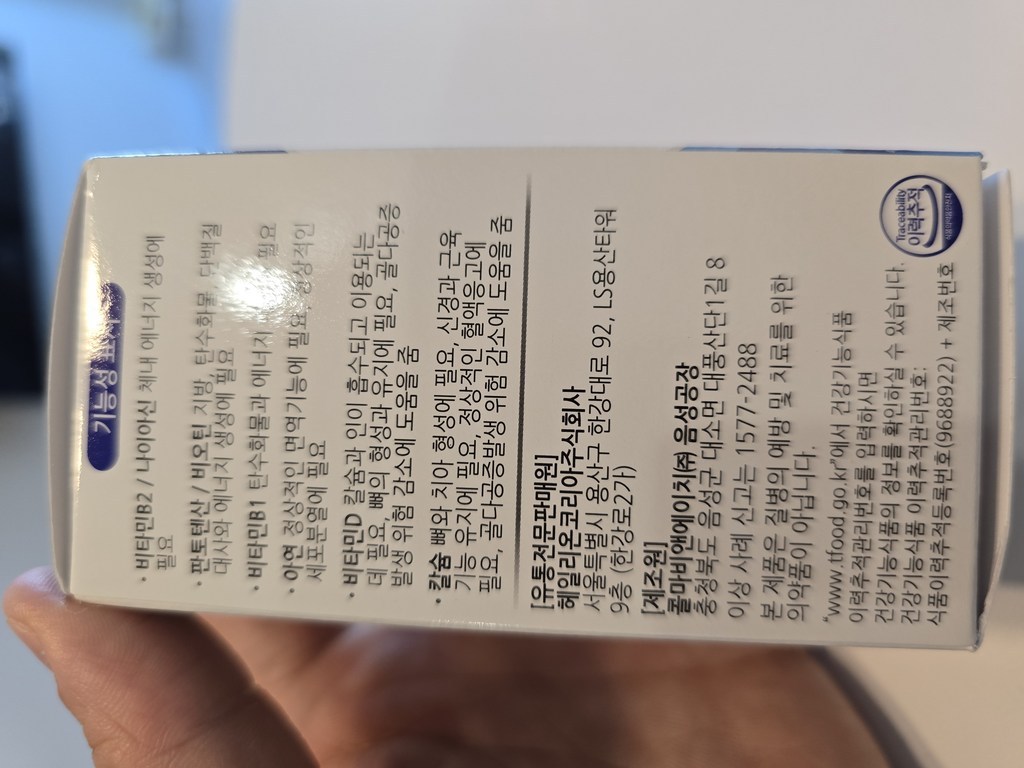 기능성 표시
· 비타민B2 / 나이아신 체내 에너지 생성에
필요
· 판토텐산 / 비오틴 지방, 탄수화물, 단백질
대사와 에너지 생성에 필요
· 비타민B1 탄수화물과 에너지 필요
· 아연 정상적인 면역기능에 필요, 정상적인
세포분열에 필요
· 비타민D 칼슘과 인이 흡수되고 이용되는
데 필요, 뼈의 형성과 유지에 필요, 골다공증
발생 위험 감소에 도움을 줌
· 칼슘 뼈와 치아 형성에 필요, 신경과 근육
기능 유지에 필요, 정상적인 혈액응고에
필요, 골다공증발생 위험 감소에 도움을 줌
[유통전문판매원]
헤일리온코리아주식회사
서울특별시 용산구 한강대로 92, LS용산타워
9층 (한강로2가)
[제조원]
콜마비앤에이치(주) 음성공장
충청북도 음성군 대소면 대풍산단1길 8
이상 사례 신고는 1577-2488
본 제품은 질병의 예방 및 치료를 위한
의약품이 아닙니다.
"www.tfood.go.kr"에서 건강기능식품
이력추적관리번호를 입력하시면
건강기능식품의 정보를 확인하실 수 있습니다.
건강기능식품 이력추적관리번호:
식품이력추적등록번호(9688922) + 제조번호
Traceability
이력추적
식품의약품안전처